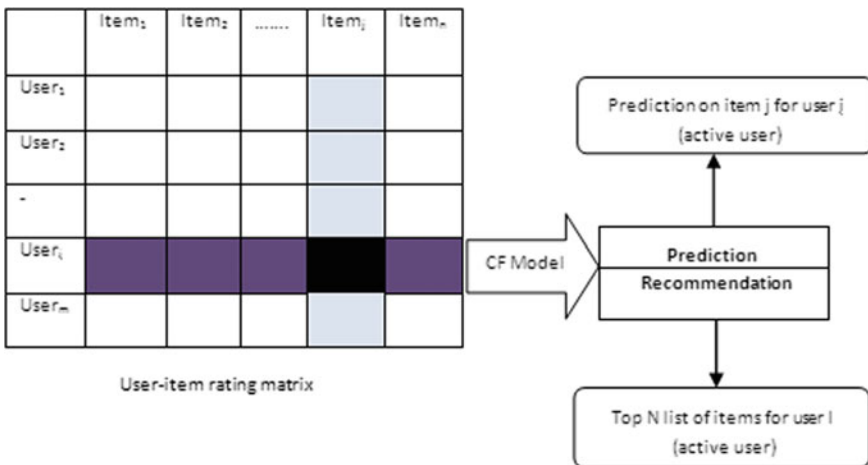 Item₁ Item₂ ....... Itemⱼ Itemₙ
User₁
User₂
-
Userᵢ
Userₘ
User-item rating matrix
CF Model
Prediction on item j for user i
(active user)
Prediction
Recommendation
Top N list of items for user I
(active user)